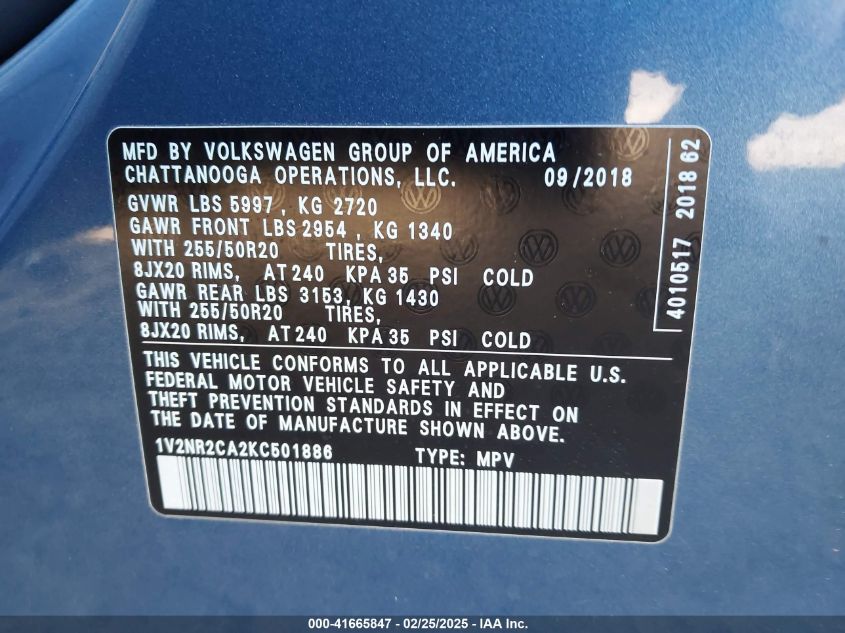 MFD BY VOLKSWAGEN GROUP OF AMERICA
CHATTANOOGA OPERATIONS, LLC. 09/2018
GVWR LBS 5997, KG 2720
GAWR FRONT LBS 2954, KG 1340
WITH 255/50R20 TIRES,
8JX20 RIMS, AT 240 KPA 35 PSI COLD
GAWR REAR LBS 3153, KG 1430
WITH 255/50R20 TIRES,
8JX20 RIMS, AT 240 KPA 35 PSI COLD
THIS VEHICLE CONFORMS TO ALL APPLICABLE U.S.
FEDERAL MOTOR VEHICLE SAFETY AND
THEFT PREVENTION STANDARDS IN EFFECT ON
THE DATE OF MANUFACTURE SHOWN ABOVE.
1V2NR2CA2KC501886 TYPE: MPV
4010517 2018 62
000-41665847 - 02/25/2025 - IAA Inc.